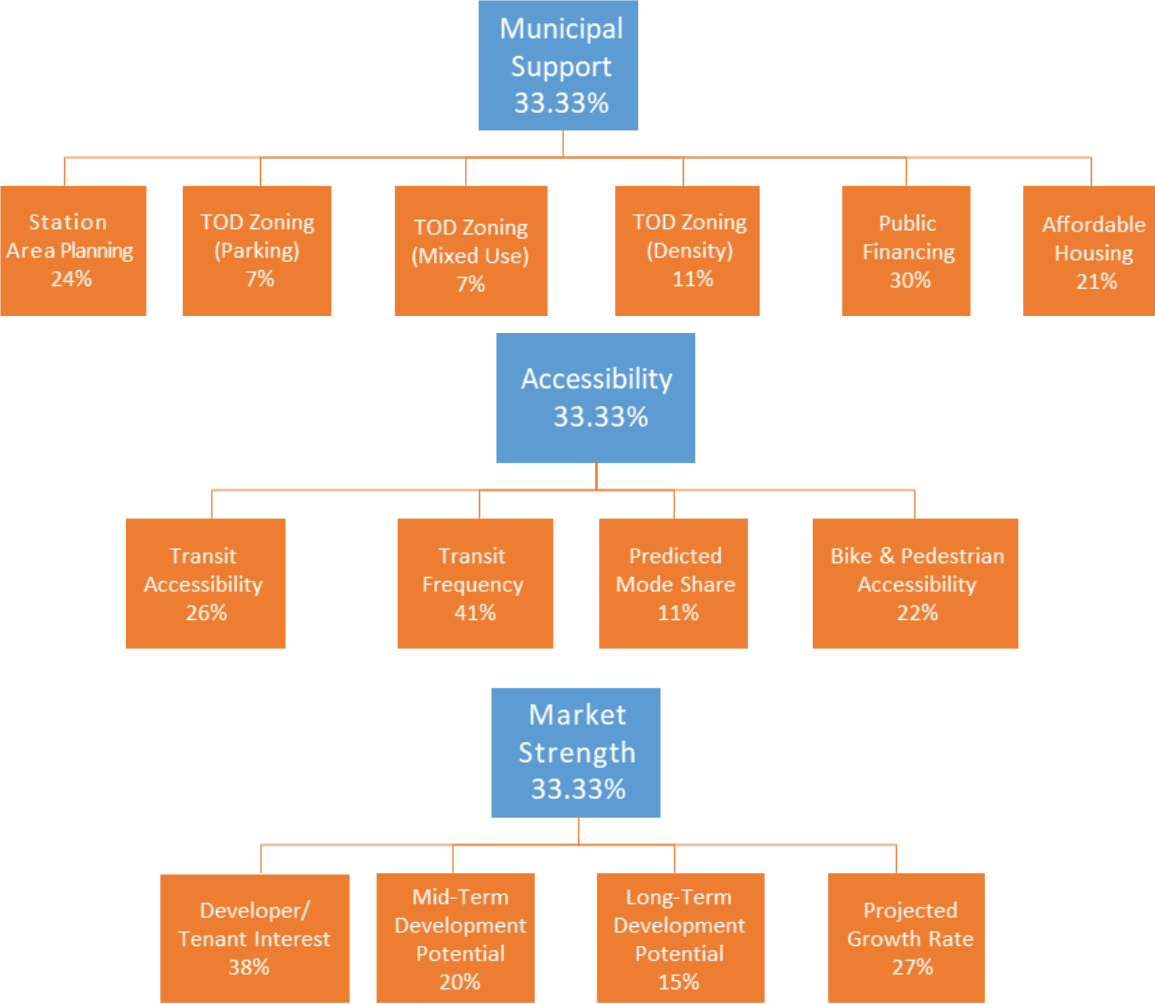 Municipal
Support
33.33%
Station
Area Planning
24%
TOD Zoning
(Parking)
7%
TOD Zoning
(Mixed Use)
7%
TOD Zoning
(Density)
11%
Public
Financing
30%
Affordable
Housing
21%
Accessibility
33.33%
Transit
Accessibility
26%
Transit
Frequency
41%
Predicted
Mode Share
11%
Bike & Pedestrian
Accessibility
22%
Market
Strength
33.33%
Developer/
Tenant Interest
38%
Mid-Term
Development
Potential
20%
Long-Term
Development
Potential
15%
Projected
Growth Rate
27%